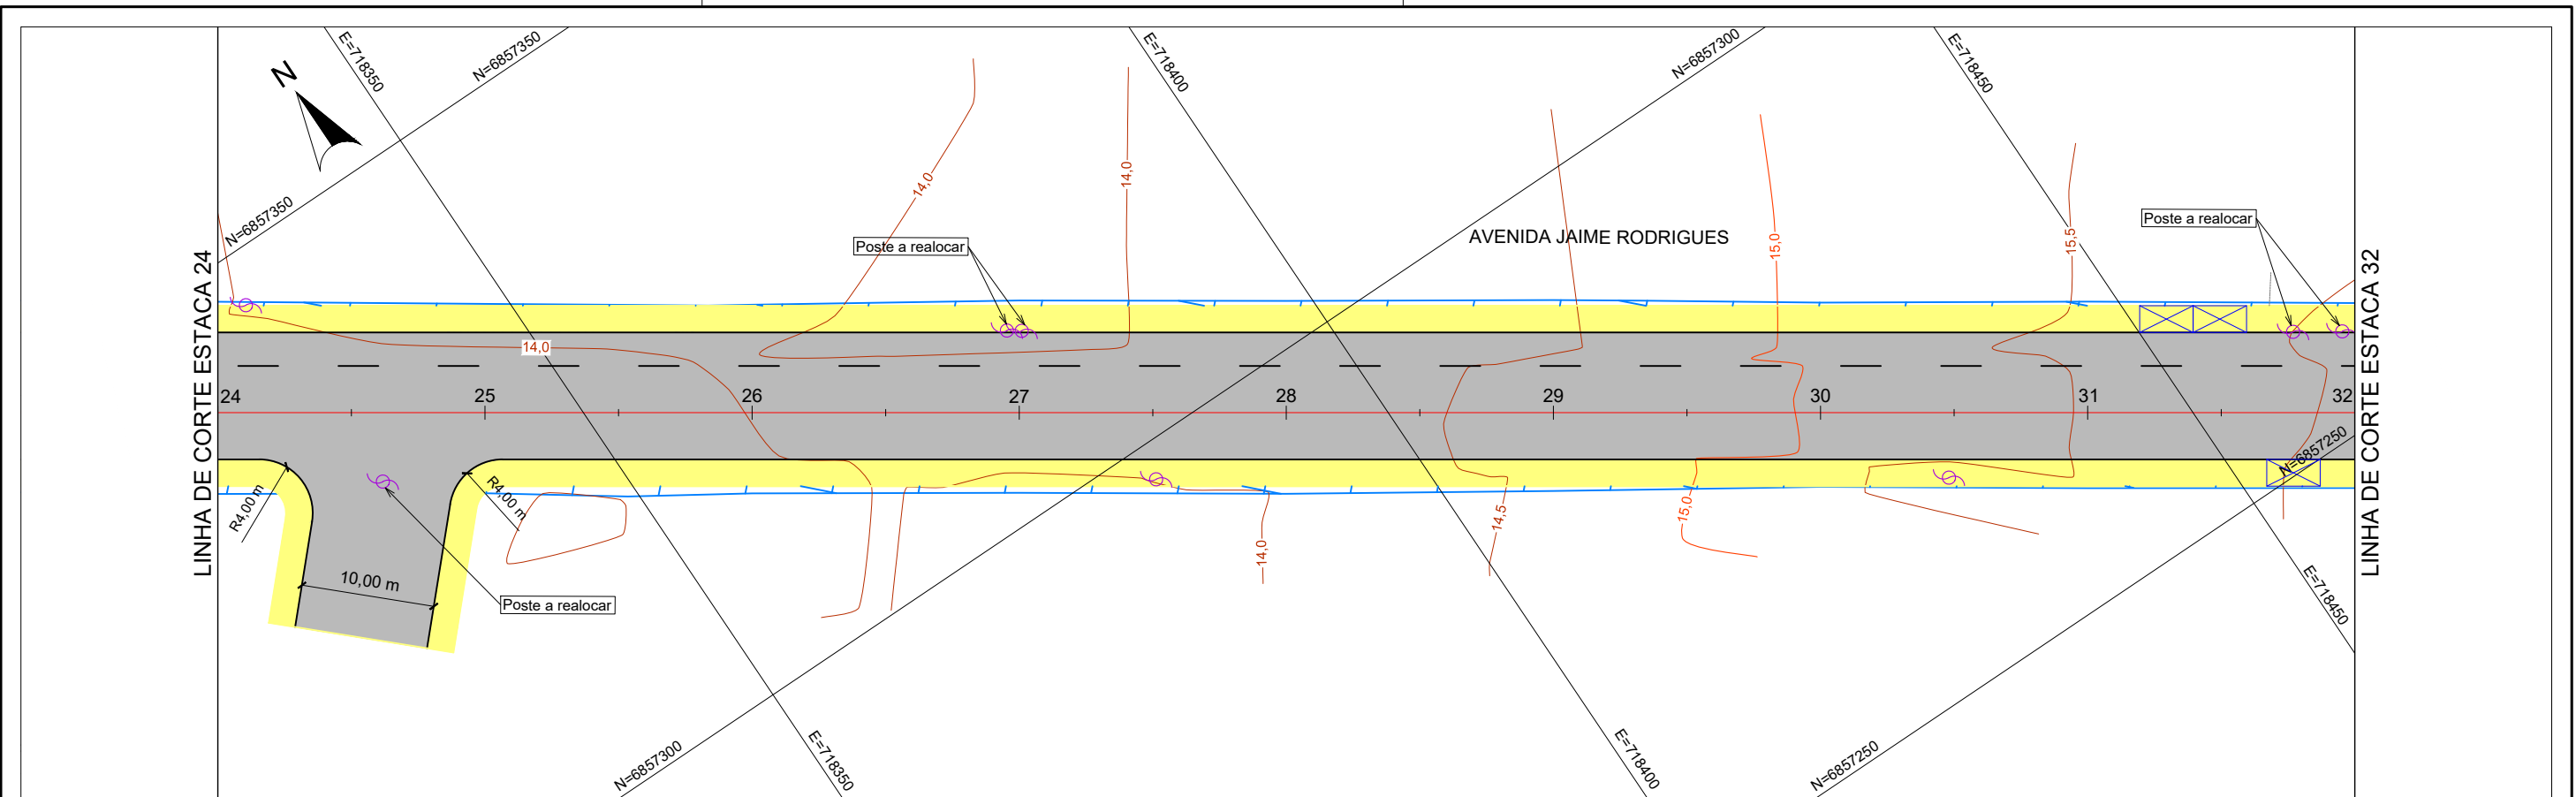 E=718350
N=6857350
E=718400
N=6857300
E=718450
N
N=6857350
14,0
14,0
Poste a realocar
AVENIDA JAIME RODRIGUES
15,0
15,5
Poste a realocar
LINHA DE CORTE ESTACA 24
LINHA DE CORTE ESTACA 32
14,0
24
25
26
27
28
29
30
31
32
N=6857250
R4,00 m
R4,00 m
14,0
14,5
15,0
10,00 m
Poste a realocar
E=718450
N=6857300
E=718350
E=718400
N=6857250